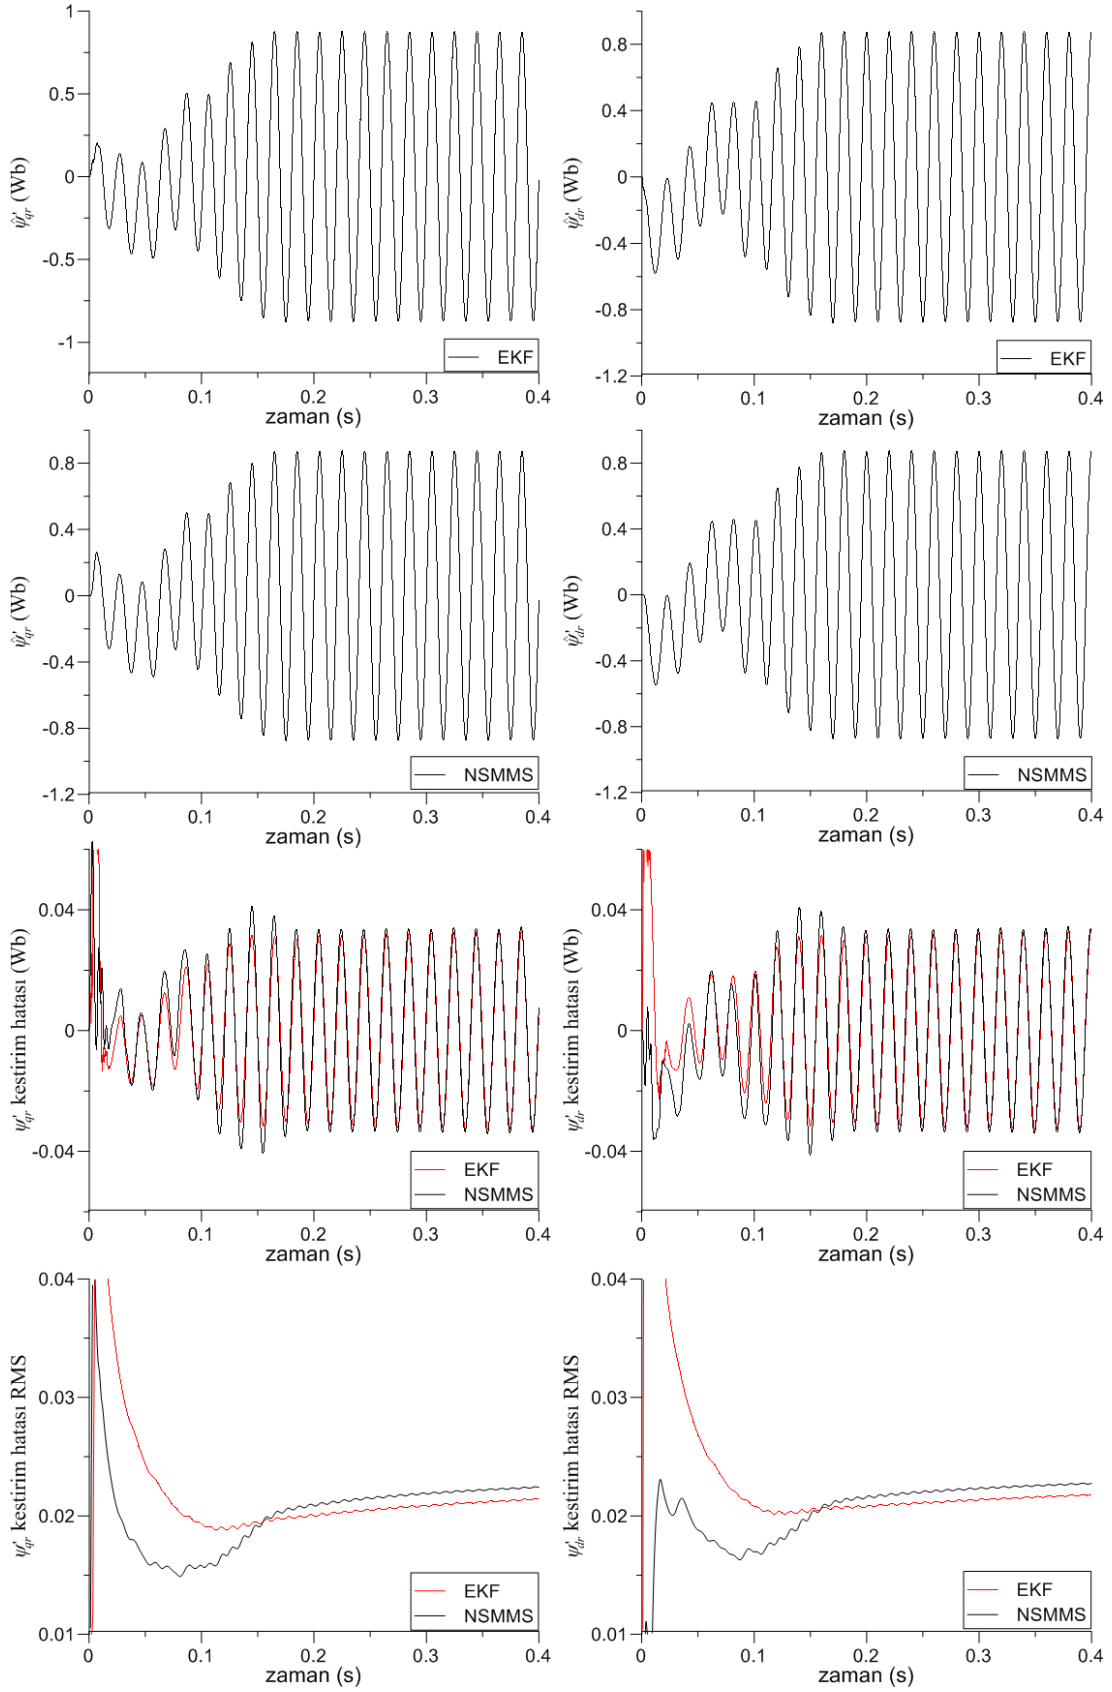 1
0.5
0
-0.5
-1
ψ̂'qr (Wb)
EKF
0 0.1 0.2 0.3 0.4
zaman (s)
0.8
0.4
0
-0.4
-0.8
-1.2
ψ̂'dr (Wb)
EKF
0 0.1 0.2 0.3 0.4
zaman (s)
0.8
0.4
0
-0.4
-0.8
-1.2
ψ̂'qr (Wb)
NSMMS
0 0.1 0.2 0.3 0.4
zaman (s)
0.8
0.4
0
-0.4
-0.8
-1.2
ψ̂'dr (Wb)
NSMMS
0 0.1 0.2 0.3 0.4
zaman (s)
0.04
0
-0.04
ψ'qr kestirim hatası (Wb)
EKF
NSMMS
0 0.1 0.2 0.3 0.4
zaman (s)
0.04
0
-0.04
ψ'dr kestirim hatası (Wb)
EKF
NSMMS
0 0.1 0.2 0.3 0.4
zaman (s)
0.04
0.03
0.02
0.01
ψ'qr kestirim hatası RMS
EKF
NSMMS
0 0.1 0.2 0.3 0.4
zaman (s)
0.04
0.03
0.02
0.01
ψ'dr kestirim hatası RMS
EKF
NSMMS
0 0.1 0.2 0.3 0.4
zaman (s)